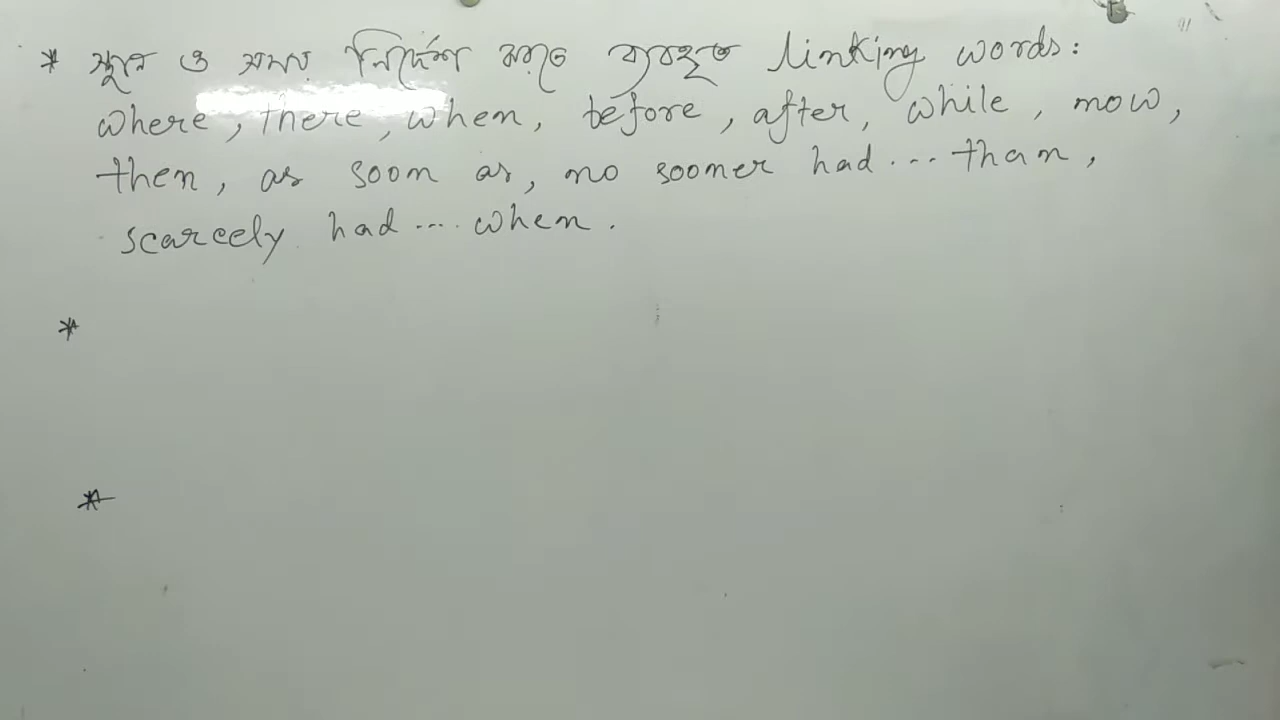 * স্থান ও সময় নির্দেশ করতে ব্যবহৃত linking words:
where, there, when, before, after, while, now,
then, as soon as, no sooner had... than,
scarcely had... when.
*
*